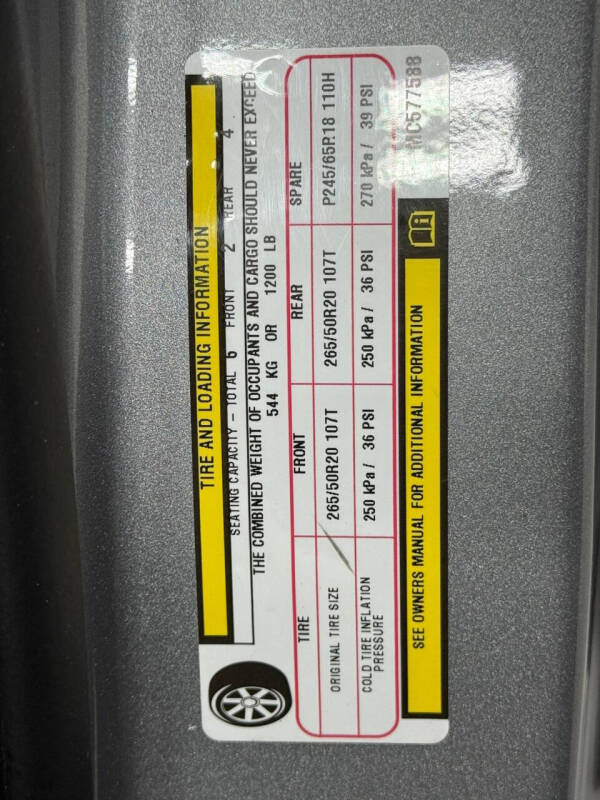 TIRE AND LOADING INFORMATION
SEATING CAPACITY - TOTAL 6 FRONT 2 REAR 4
THE COMBINED WEIGHT OF OCCUPANTS AND CARGO SHOULD NEVER EXCEED
544 KG OR 1200 LB
TIRE FRONT REAR SPARE
ORIGINAL TIRE SIZE 265/50R20 107T 265/50R20 107T P245/65R18 110H
COLD TIRE INFLATION PRESSURE 250 kPa / 36 PSI 250 kPa / 36 PSI 270 kPa / 39 PSI
SEE OWNERS MANUAL FOR ADDITIONAL INFORMATION
MC577588